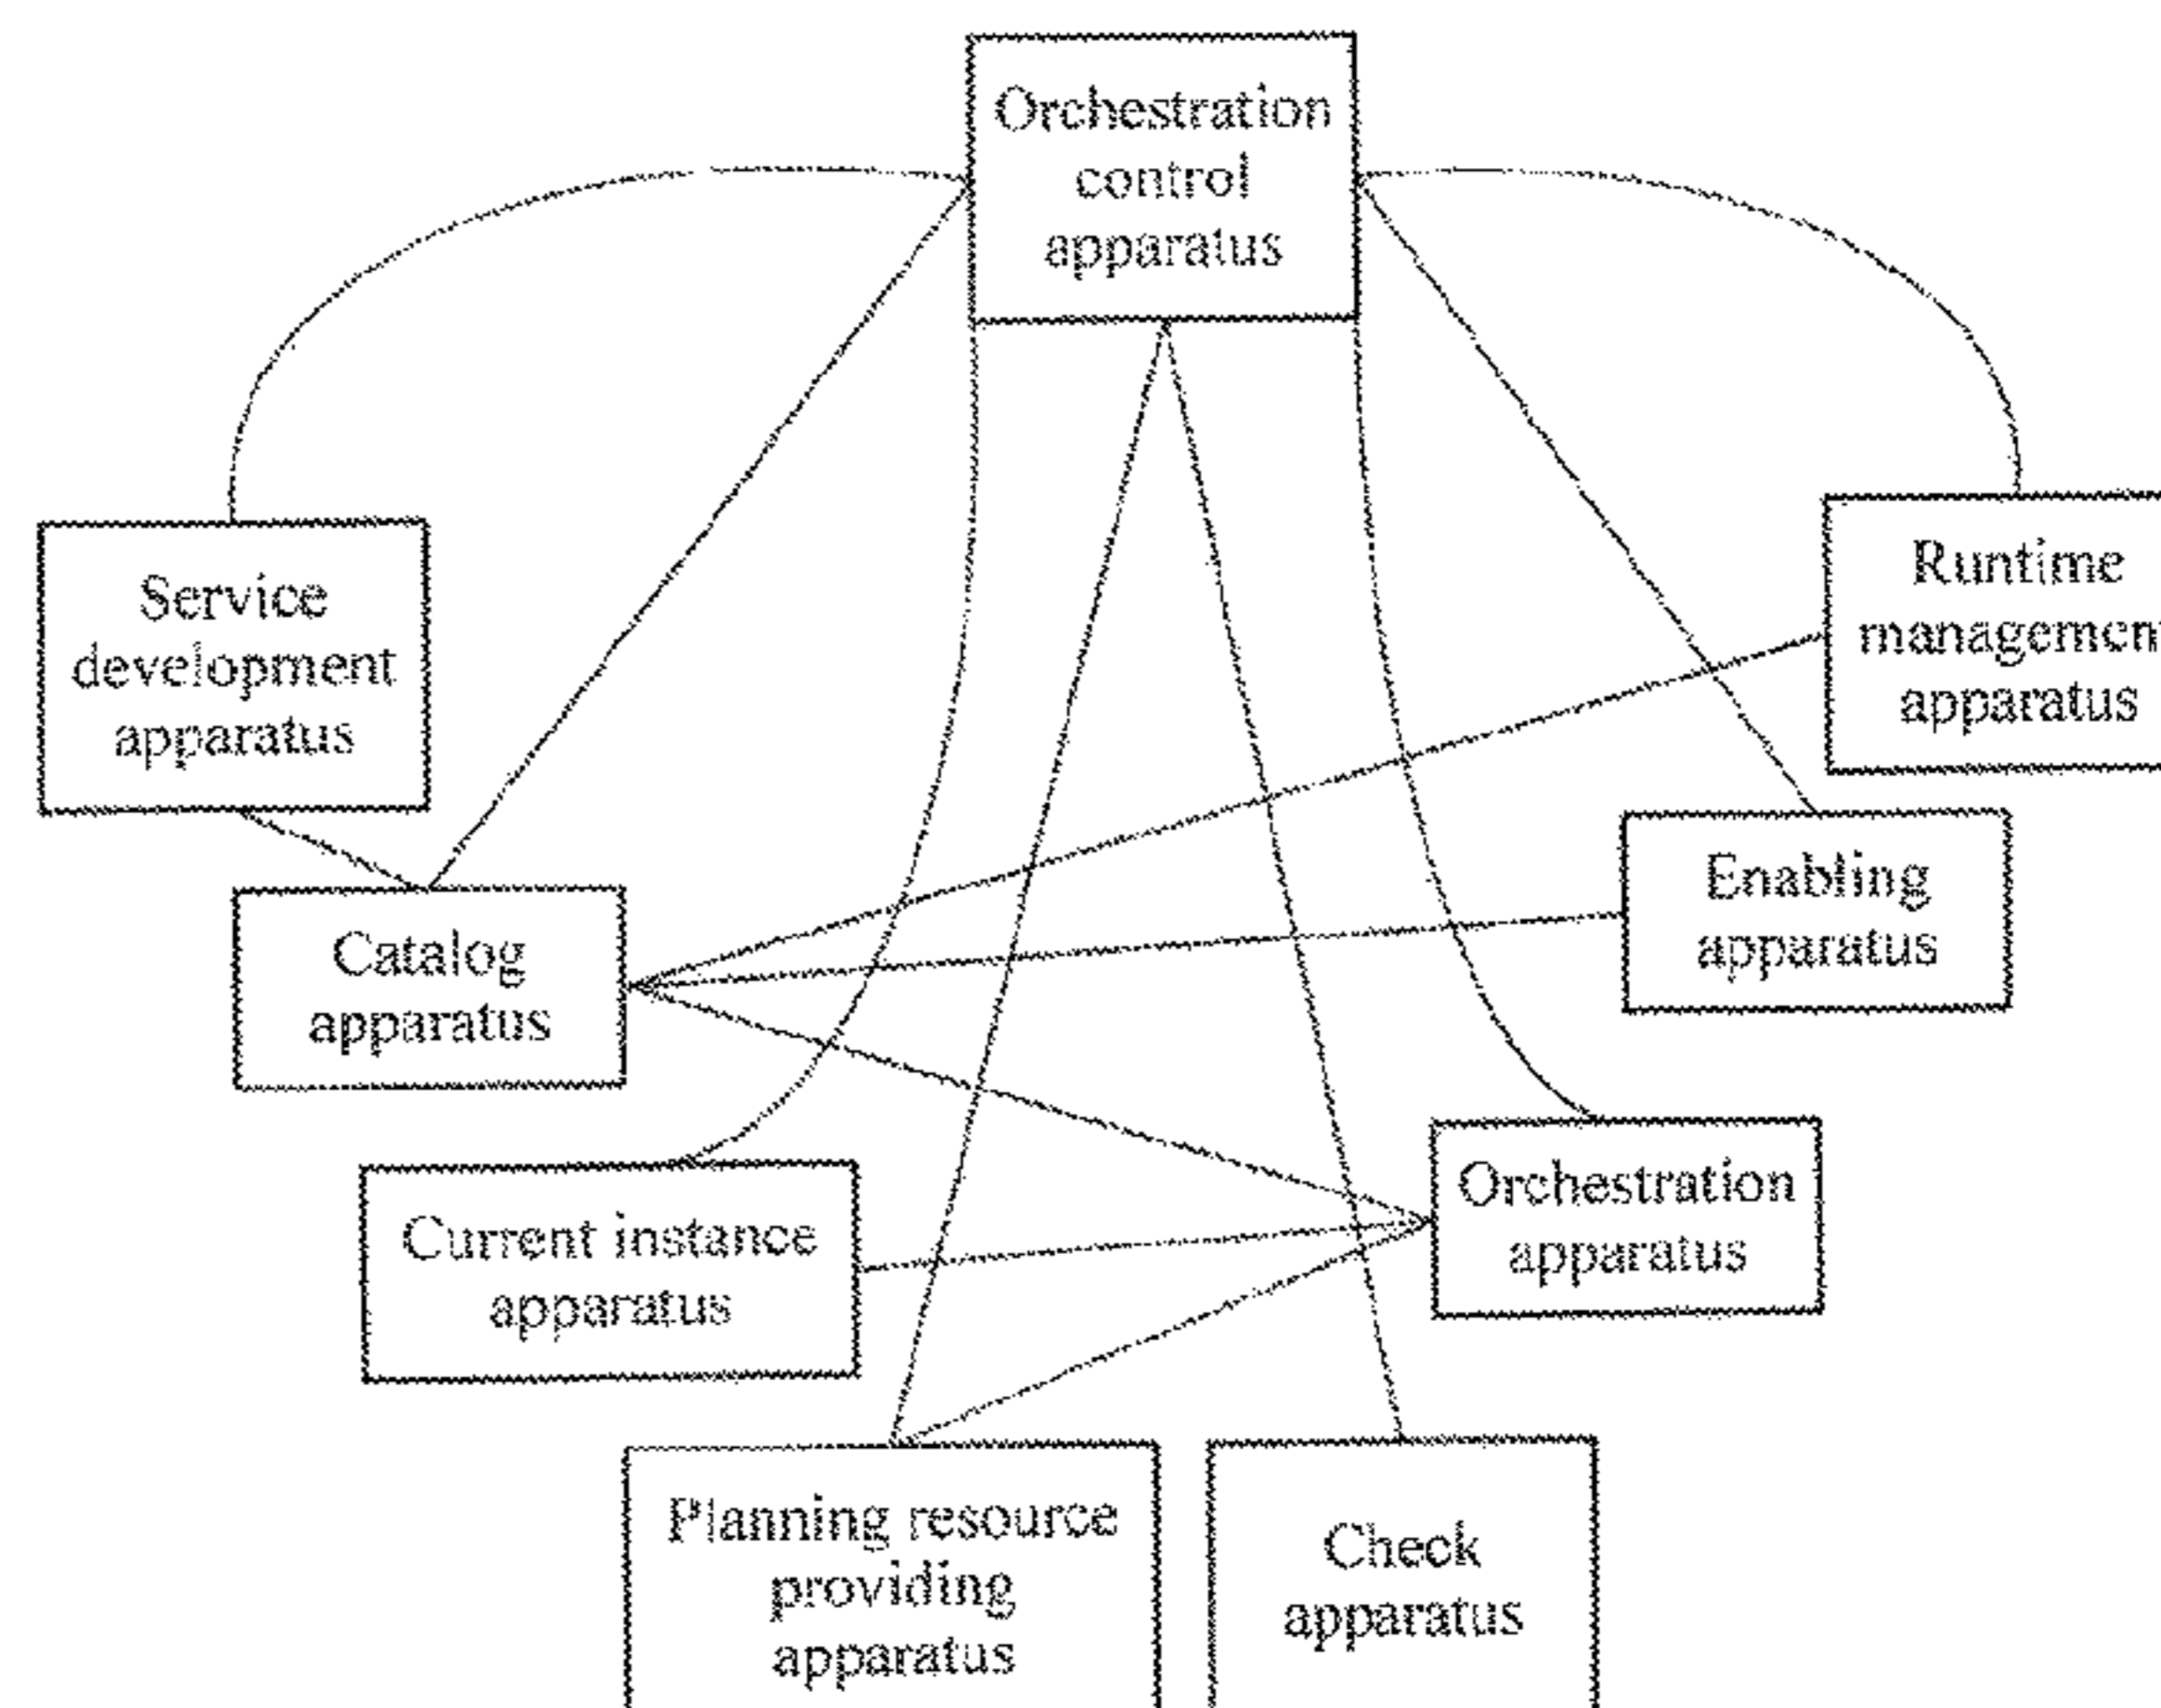 Orchestration
control
apparatus
Service
development
apparatus
Runtime
management
apparatus
Catalog
apparatus
Enabling
apparatus
Current instance
apparatus
Orchestration
apparatus
Planning resource
providing
apparatus
Check
apparatus